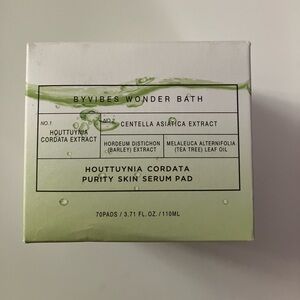 BYVIBES WONDER BATH
NO.1
HOUTTUYNIA
CORDATA EXTRACT
NO.2
CENTELLA ASIATICA EXTRACT
HORDEUM DISTICHON
(BARLEY) EXTRACT
MELALEUCA ALTERNIFOLIA
(TEA TREE) LEAF OIL
HOUTTUYNIA CORDATA
PURITY SKIN SERUM PAD
70PADS / 3.71 FL. OZ. / 110ML